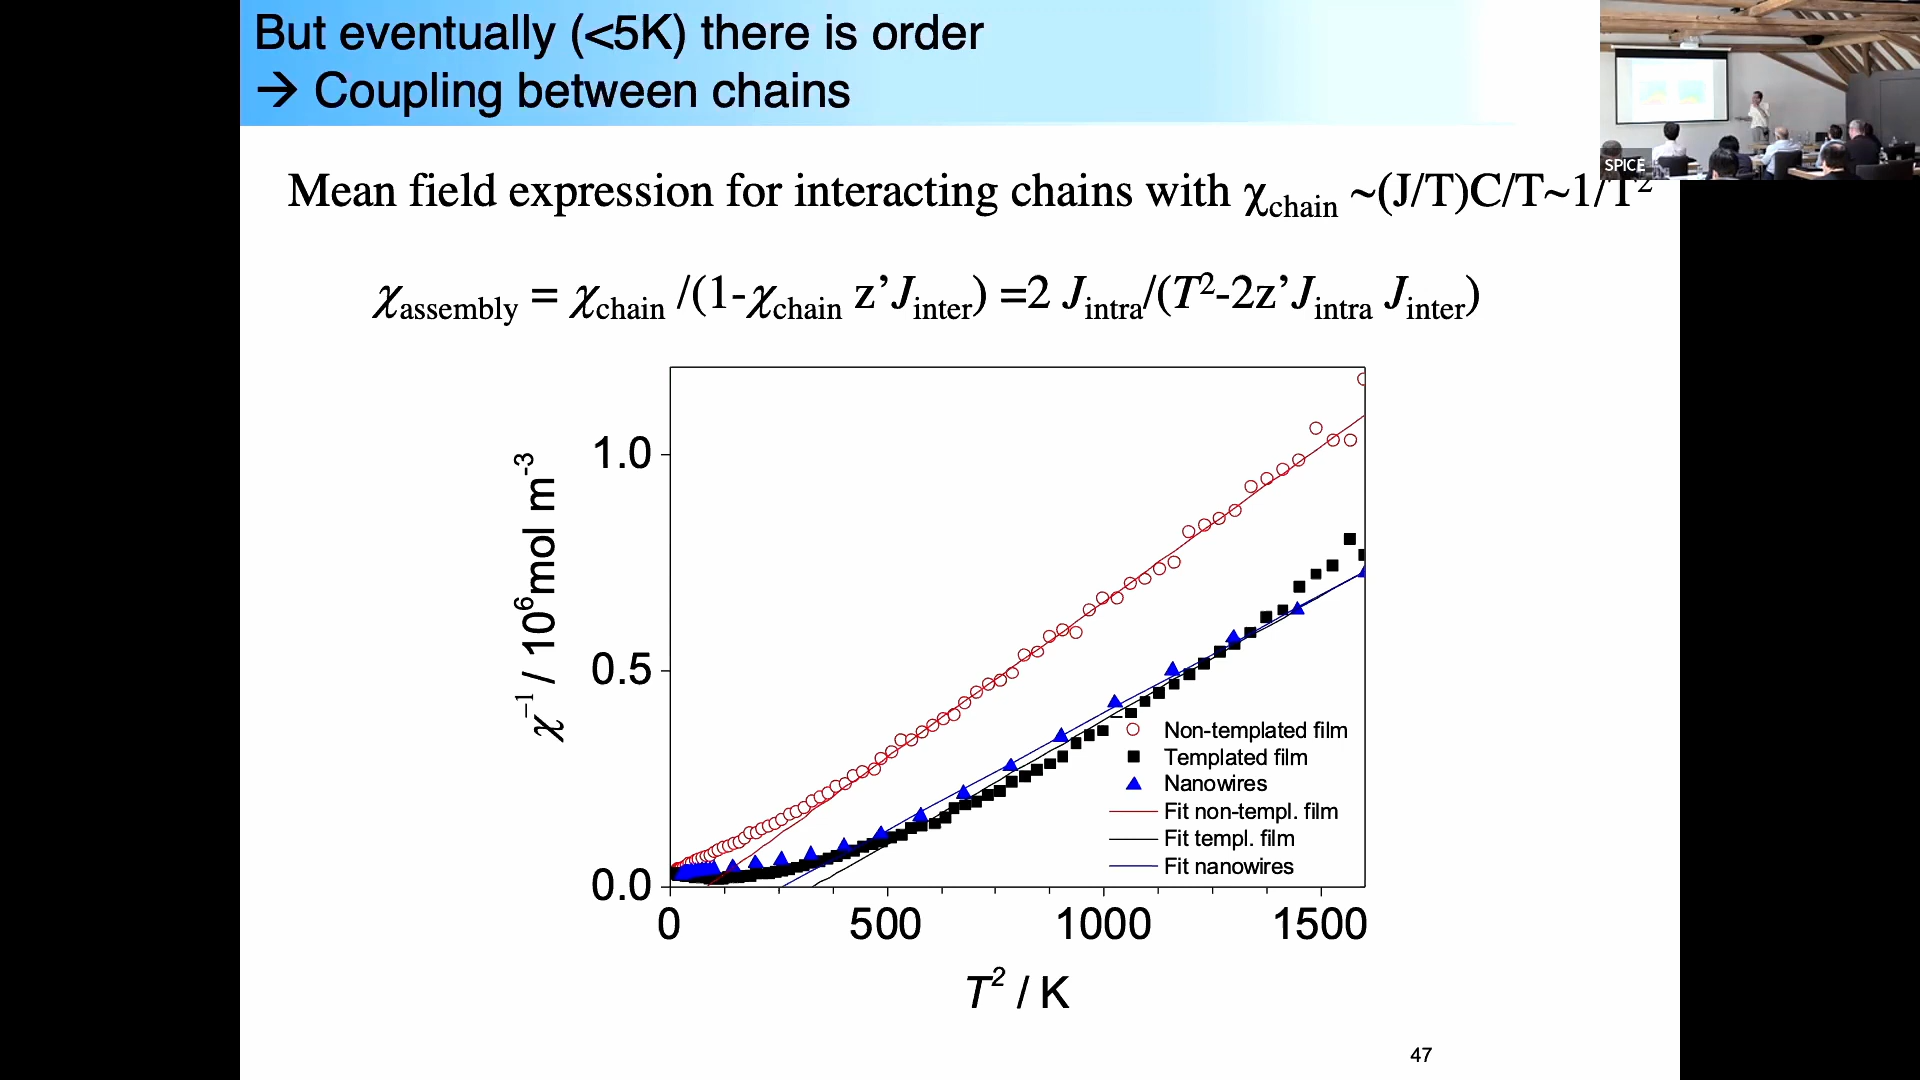 But eventually (<5K) there is order
→ Coupling between chains
SPICE
Mean field expression for interacting chains with χchain ~(J/T)C/T~1/T²
χassembly = χchain /(1-χchain z’Jinter) =2 Jintra/(T²-2z’Jintra Jinter)
1.0
0.5
0.0
χ⁻¹ / 10⁶mol m⁻³
Non-templated film
Templated film
Nanowires
Fit non-templ. film
Fit templ. film
Fit nanowires
0 500 1000 1500
T² / K
47